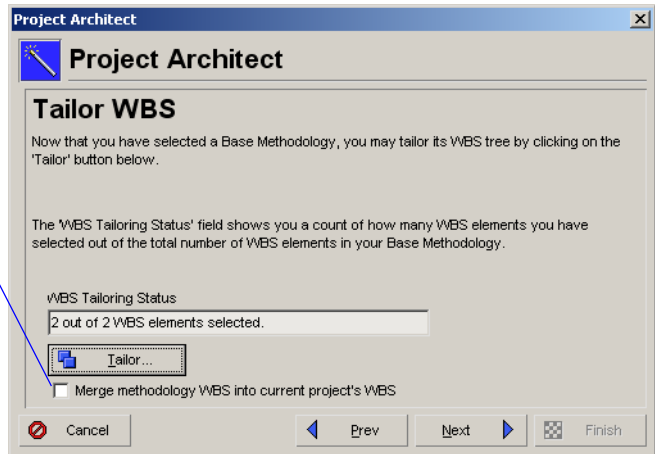 Project Architect
Project Architect
Tailor WBS
Now that you have selected a Base Methodology, you may tailor its WBS tree by clicking on the
'Tailor' button below.
The 'WBS Tailoring Status' field shows you a count of how many WBS elements you have
selected out of the total number of WBS elements in your Base Methodology.
WBS Tailoring Status
2 out of 2 WBS elements selected.
Tailor...
Merge methodology WBS into current project's WBS
Cancel
Prev
Next
Finish